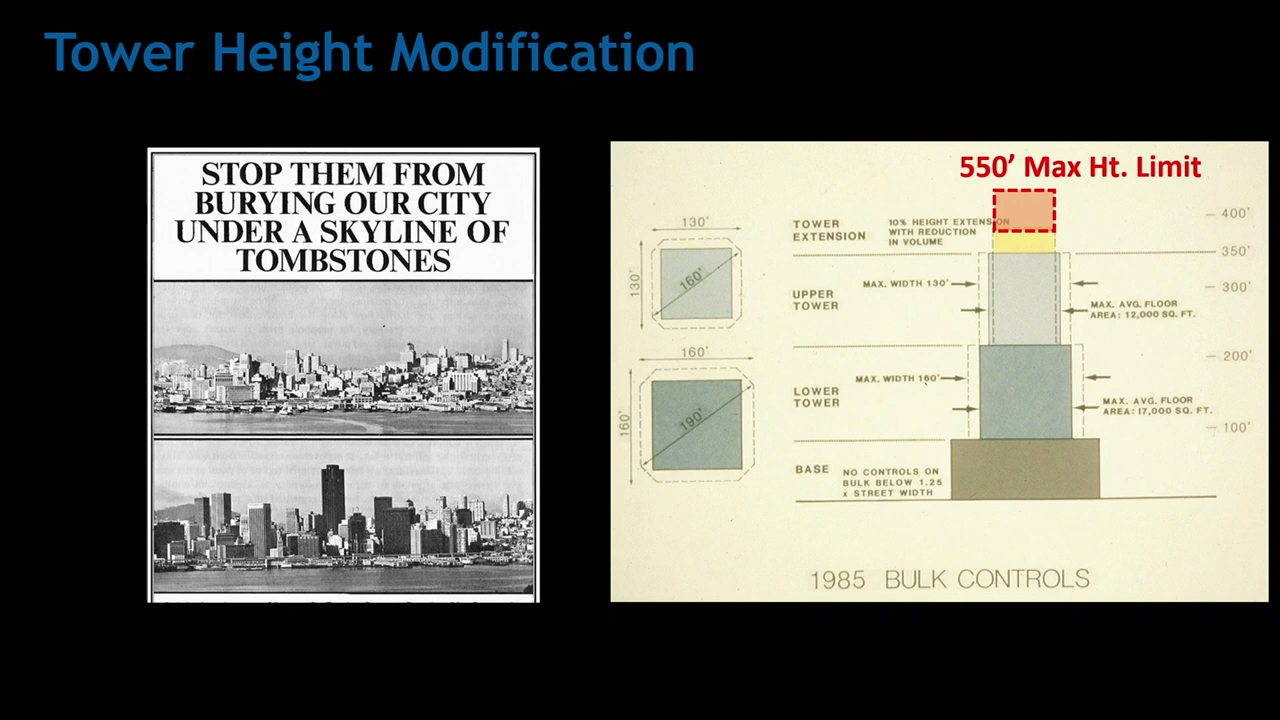 Tower Height Modification
STOP THEM FROM
BURYING OUR CITY
UNDER A SKYLINE OF
TOMBSTONES
550’ Max Ht. Limit
130'
130'
160'
160'
160'
190'
TOWER
EXTENSION
10% HEIGHT EXTENSION
WITH REDUCTION
IN VOLUME
400'
350'
MAX. WIDTH 130'
300'
UPPER
TOWER
MAX. AVG. FLOOR
AREA: 12,000 SQ. FT.
200'
MAX. WIDTH 160'
LOWER
TOWER
MAX. AVG. FLOOR
AREA: 17,000 SQ. FT.
100'
BASE
NO CONTROLS ON
BULK BELOW 1.25
x STREET WIDTH
1985 BULK CONTROLS